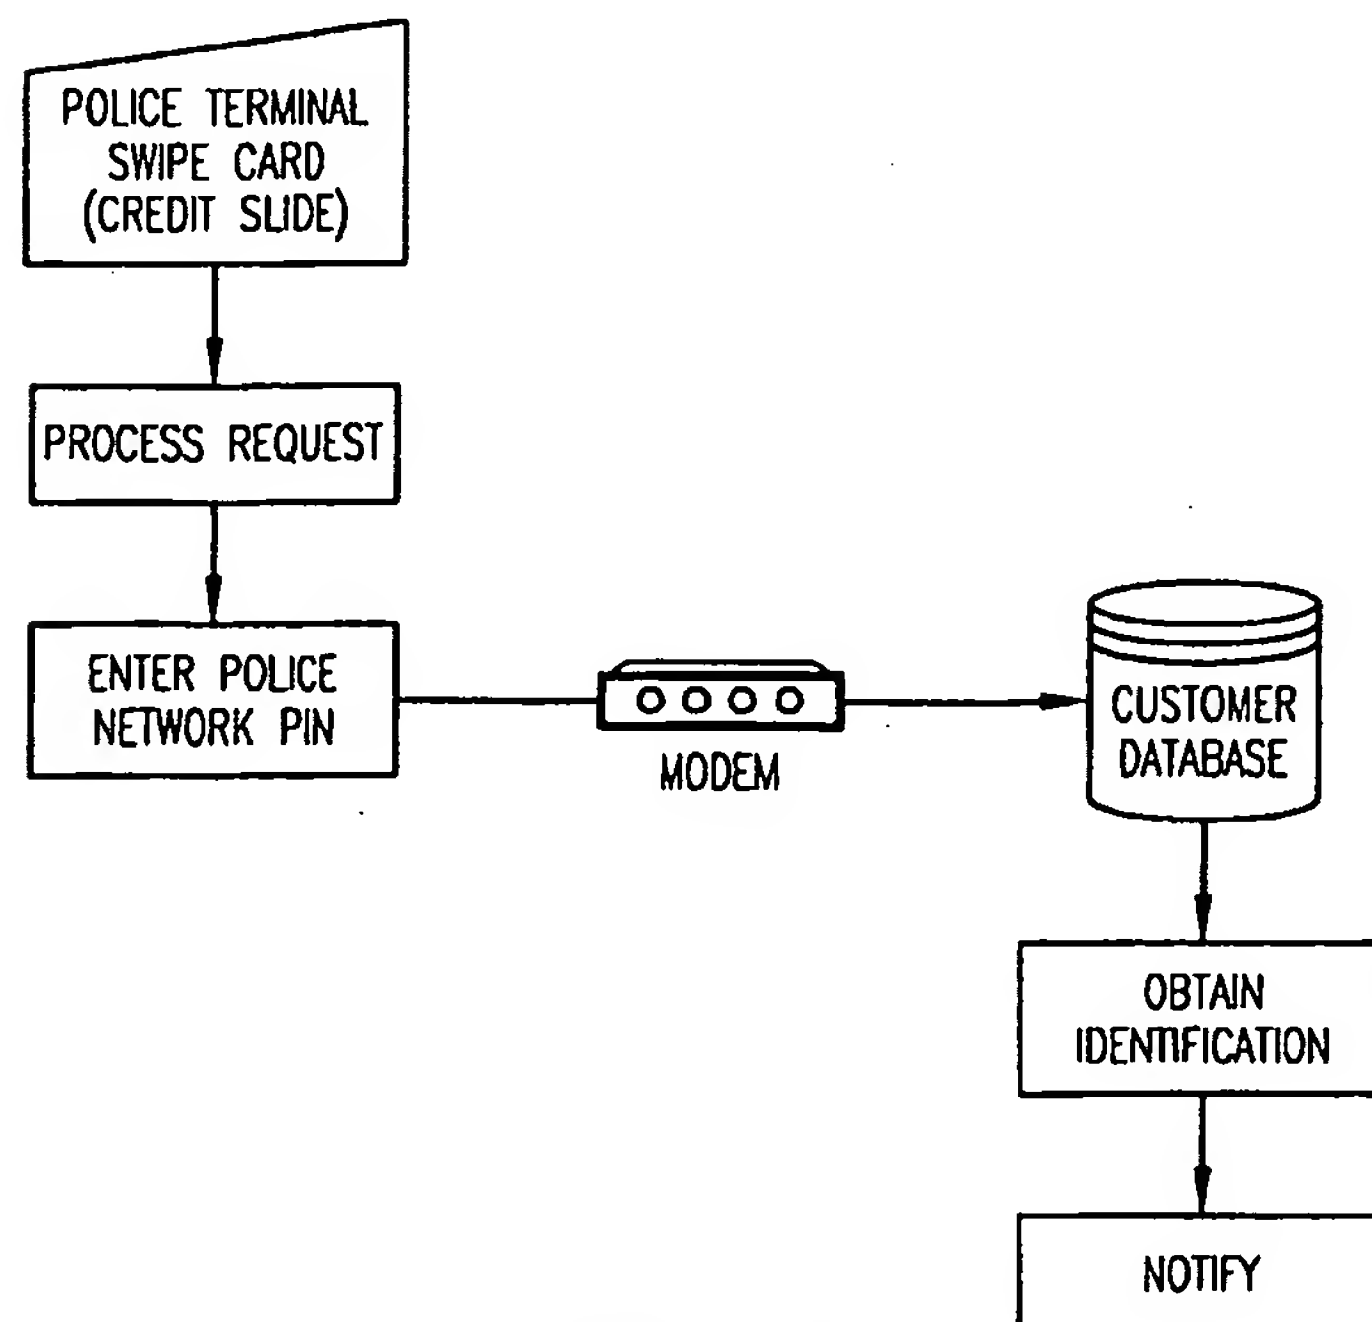 POLICE TERMINAL
SWIPE CARD
(CREDIT SLIDE)
PROCESS REQUEST
ENTER POLICE
NETWORK PIN
MODEM
CUSTOMER
DATABASE
OBTAIN
IDENTIFICATION
NOTIFY